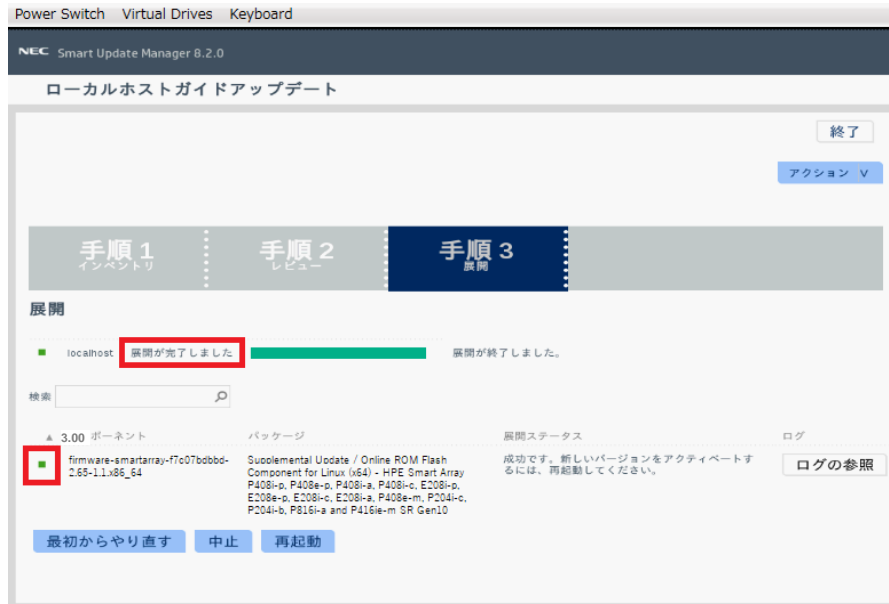 Power Switch Virtual Drives Keyboard
NEC Smart Update Manager 8.2.0
ローカルホストガイドアップデート
終了
アクション ∨
手順1
インベントリ
手順2
レビュー
手順3
展開
展開
localhost 展開が完了しました 展開が終了しました。
検索
▲ 3.00 ポーネント パッケージ 展開ステータス ログ
firmware-smartarray-f7c07bdbbd-
2.65-1.1.x86_64
Supplemental Update / Online ROM Flash
Component for Linux (x64) - HPE Smart Array
P408i-p, P408e-p, P408i-a, P408i-c, E208i-p,
E208e-p, E208i-c, E208i-a, P408e-m, P204i-c,
P204i-b, P816i-a and P416ie-m SR Gen10
成功です。新しいバージョンをアクティベートす
るには、再起動してください。
ログの参照
最初からやり直す 中止 再起動